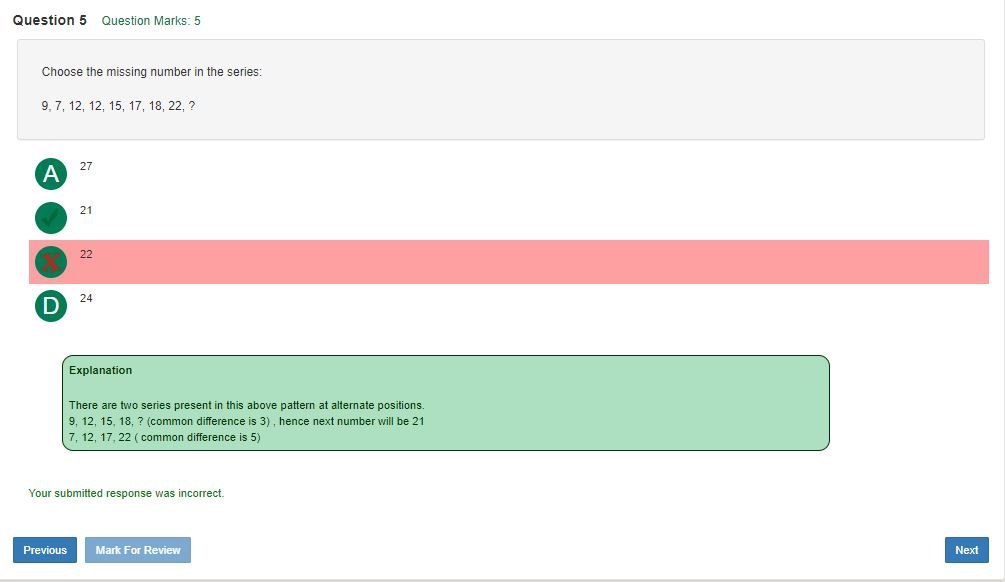 Question 5 Question Marks: 5
Choose the missing number in the series:
9, 7, 12, 12, 15, 17, 18, 22, ?
A 27
21
22
D 24
Explanation
There are two series present in this above pattern at alternate positions.
9, 12, 15, 18, ? (common difference is 3) , hence next number will be 21
7, 12, 17, 22 ( common difference is 5)
Your submitted response was incorrect.
Previous Mark For Review Next